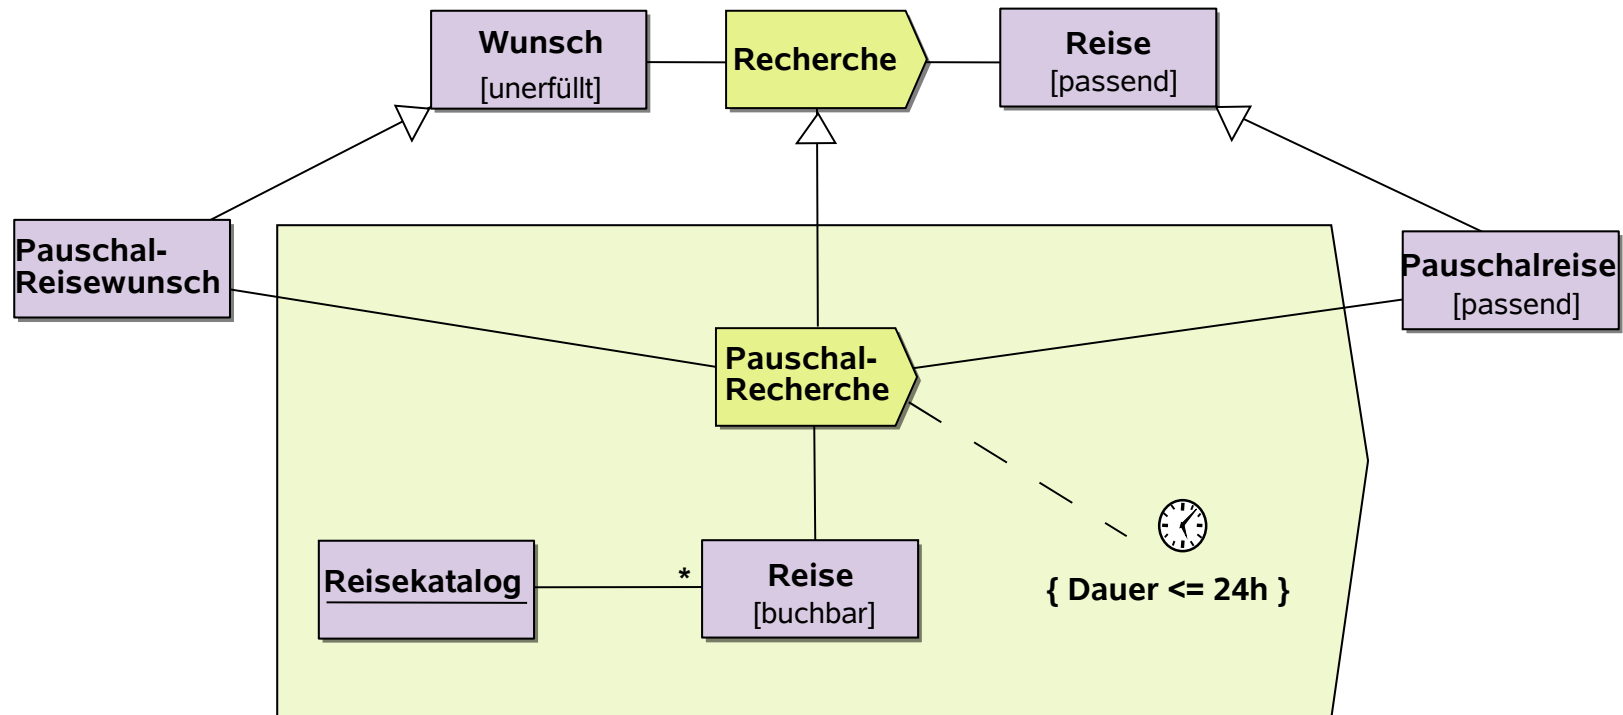 Wunsch
[unerfüllt]
Recherche
Reise
[passend]
Pauschal-
Reisewunsch
Pauschalreise
[passend]
Pauschal-
Recherche
Reisekatalog
*
Reise
[buchbar]
{ Dauer <= 24h }